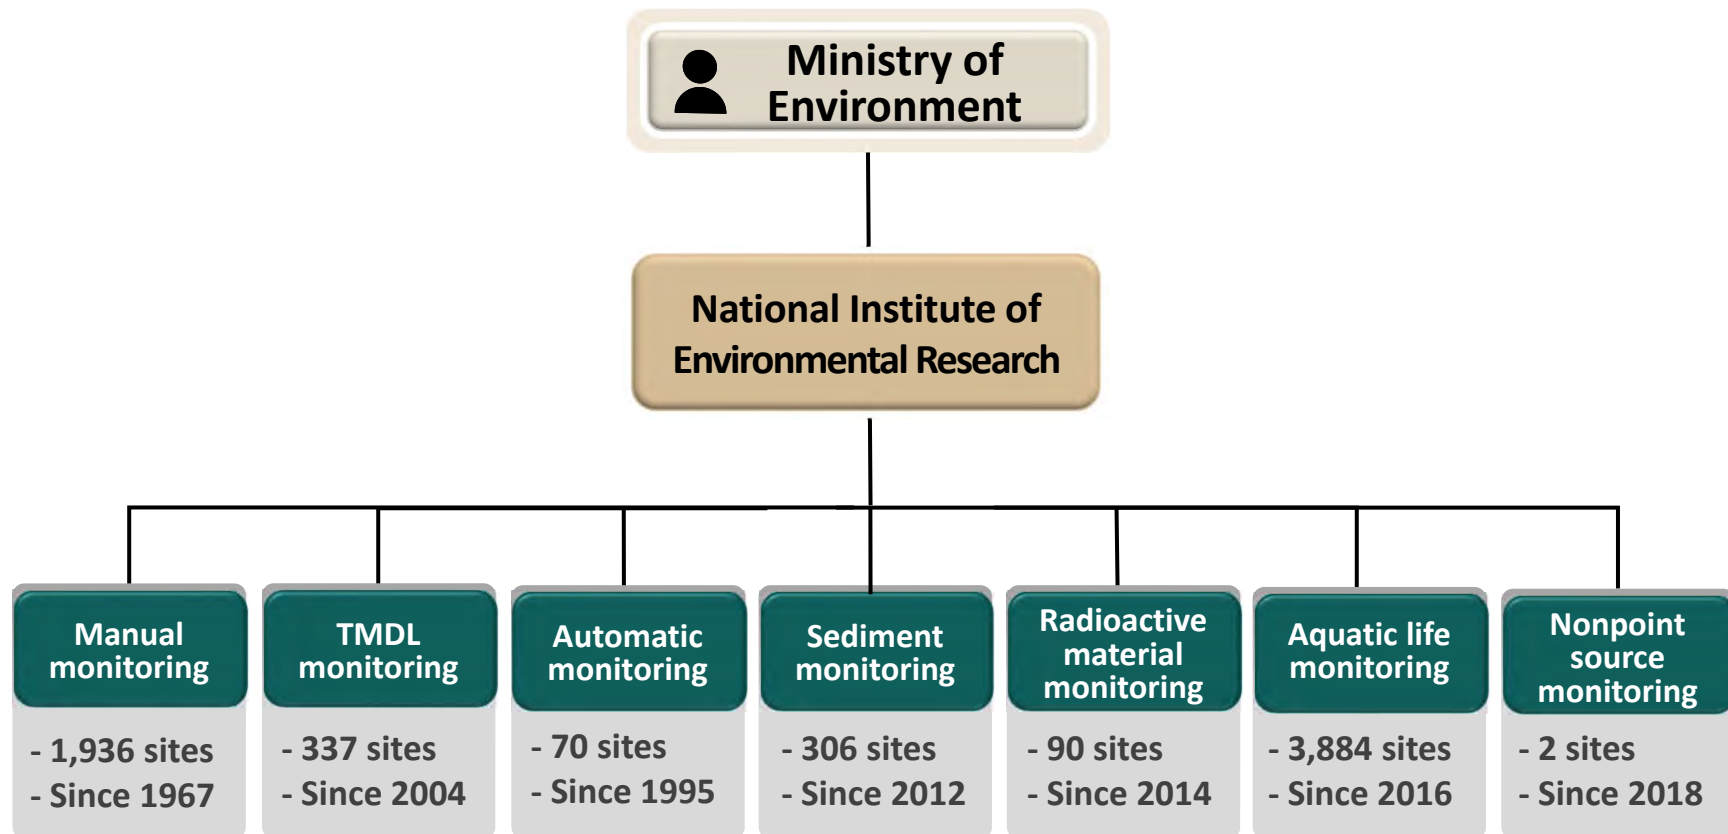 Ministry of
Environment
National Institute of
Environmental Research
Manual
monitoring
- 1,936 sites
- Since 1967
TMDL
monitoring
- 337 sites
- Since 2004
Automatic
monitoring
- 70 sites
- Since 1995
Sediment
monitoring
- 306 sites
- Since 2012
Radioactive
material
monitoring
- 90 sites
- Since 2014
Aquatic life
monitoring
- 3,884 sites
- Since 2016
Nonpoint
source
monitoring
- 2 sites
- Since 2018